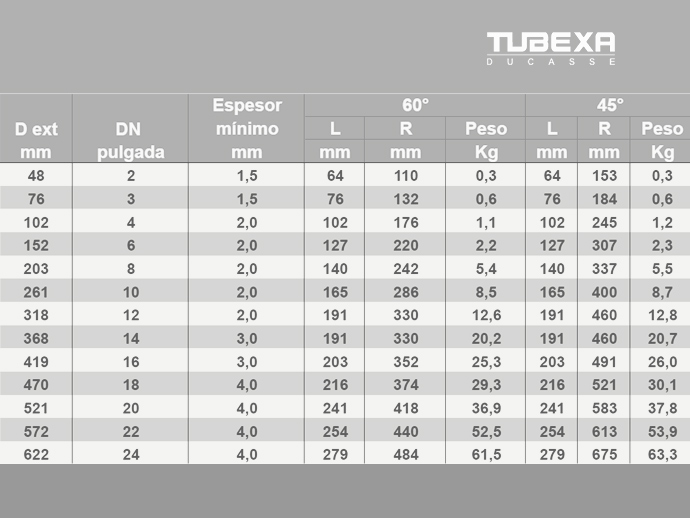 TUBEXA
DUCASSE
Espesor 60° 45°
D ext DN mínimo L R Peso L R Peso
mm pulgada mm mm mm Kg mm mm Kg
48 2 1,5 64 110 0,3 64 153 0,3
76 3 1,5 76 132 0,6 76 184 0,6
102 4 2,0 102 176 1,1 102 245 1,2
152 6 2,0 127 220 2,2 127 307 2,3
203 8 2,0 140 242 5,4 140 337 5,5
261 10 2,0 165 286 8,5 165 400 8,7
318 12 2,0 191 330 12,6 191 460 12,8
368 14 3,0 191 330 20,2 191 460 20,7
419 16 3,0 203 352 25,3 203 491 26,0
470 18 4,0 216 374 29,3 216 521 30,1
521 20 4,0 241 418 36,9 241 583 37,8
572 22 4,0 254 440 52,5 254 613 53,9
622 24 4,0 279 484 61,5 279 675 63,3